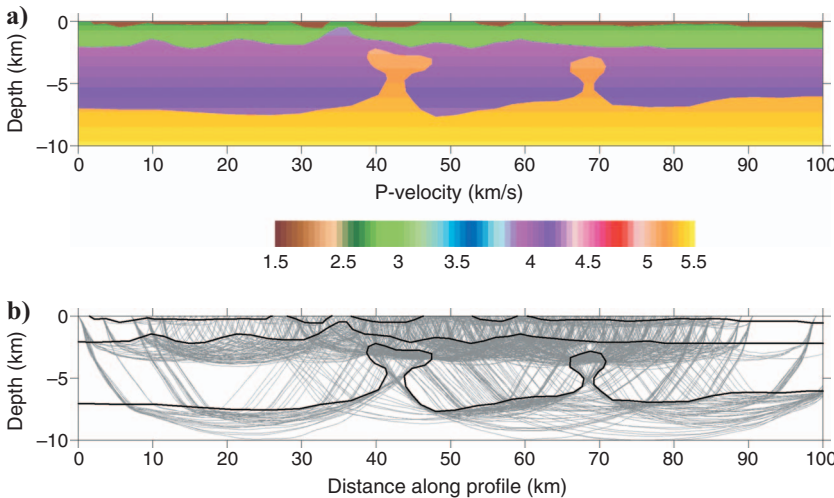 a)
0
−5
−10
Depth (km)
0 10 20 30 40 50 60 70 80 90 100
P-velocity (km/s)
1.5 2.5 3 3.5 4 4.5 5 5.5
b)
0
−5
−10
Depth (km)
0 10 20 30 40 50 60 70 80 90 100
Distance along profile (km)